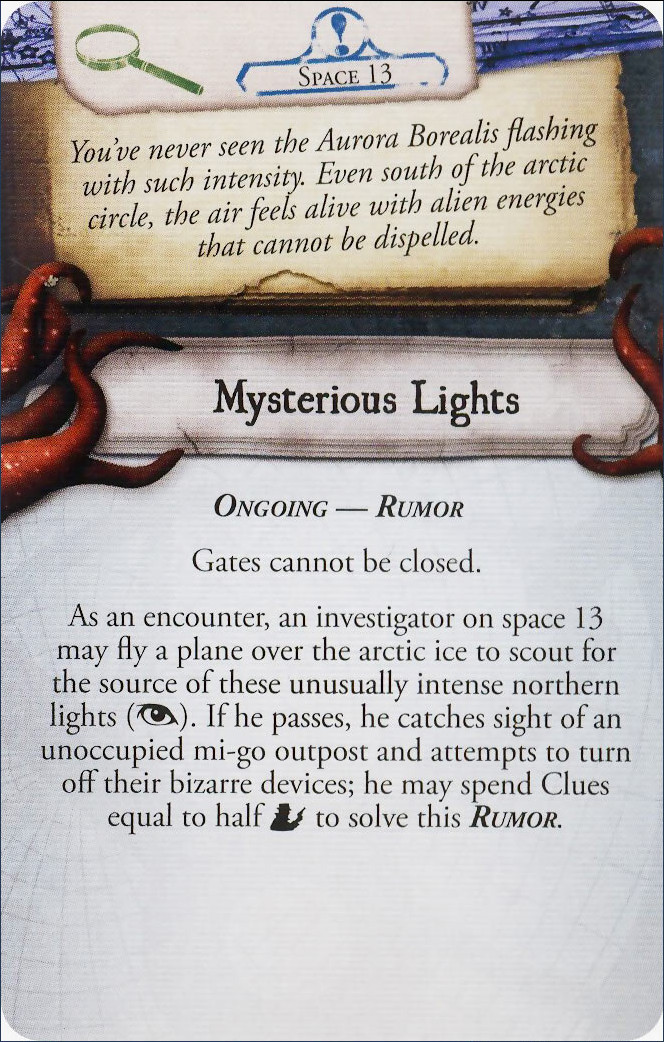 Space 13
You've never seen the Aurora Borealis flashing
with such intensity. Even south of the arctic
circle, the air feels alive with alien energies
that cannot be dispelled.
Mysterious Lights
Ongoing — Rumor
Gates cannot be closed.
As an encounter, an investigator on space 13
may fly a plane over the arctic ice to scout for
the source of these unusually intense northern
lights ( ). If he passes, he catches sight of an
unoccupied mi-go outpost and attempts to turn
off their bizarre devices; he may spend Clues
equal to half to solve this Rumor.